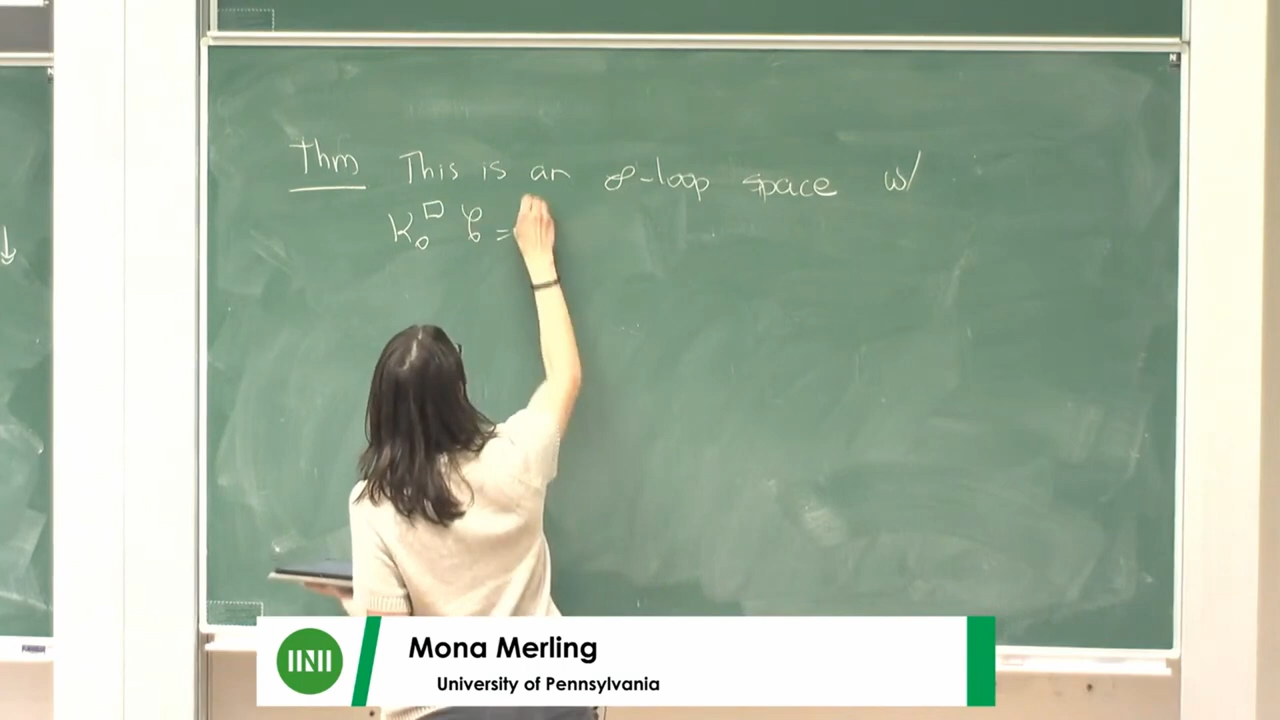 Thm This is an ∞-loop space w/
K₀^□ 𝒞 =
↓
Mona Merling
University of Pennsylvania